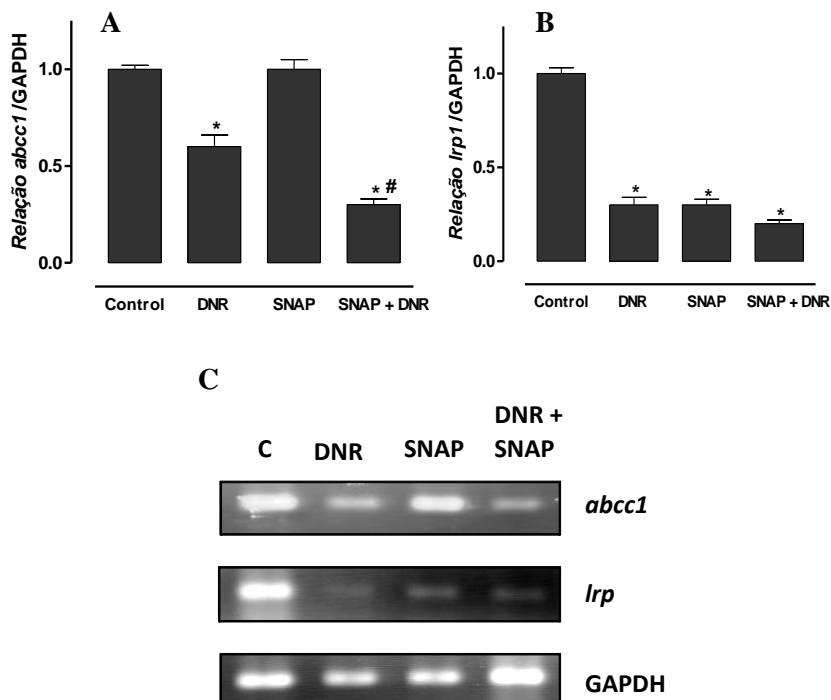 A
Relação abcc1/GAPDH
1.0
0.5
0.0
*
* #
Control DNR SNAP SNAP + DNR
B
Relação lrp1/GAPDH
1.0
0.5
0.0
*
*
*
Control DNR SNAP SNAP + DNR
C
C DNR SNAP DNR +
SNAP
abcc1
lrp
GAPDH